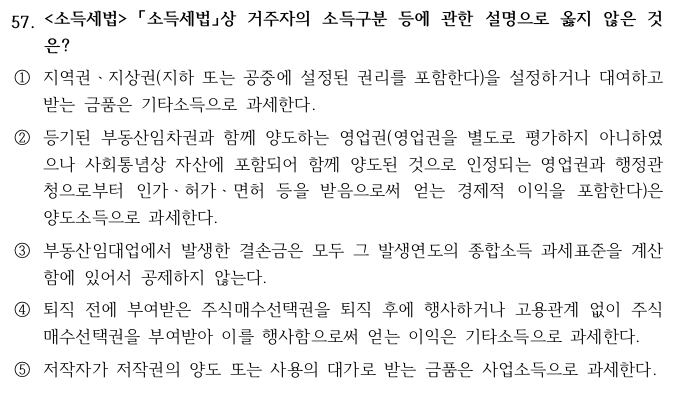 57. <소득세법> 「소득세법」상 거주자의 소득구분 등에 관한 설명으로 옳지 않은 것
은?
① 지역권ㆍ지상권(지하 또는 공중에 설정된 권리를 포함한다)을 설정하거나 대여하고
받는 금품은 기타소득으로 과세한다.
② 등기된 부동산임차권과 함께 양도하는 영업권(영업권을 별도로 평가하지 아니하였
으나 사회통념상 자산에 포함되어 함께 양도된 것으로 인정되는 영업권과 행정관
청으로부터 인가ㆍ허가ㆍ면허 등을 받음으로써 얻는 경제적 이익을 포함한다)은
양도소득으로 과세한다.
③ 부동산임대업에서 발생한 결손금은 모두 그 발생연도의 종합소득 과세표준을 계산
함에 있어서 공제하지 않는다.
④ 퇴직 전에 부여받은 주식매수선택권을 퇴직 후에 행사하거나 고용관계 없이 주식
매수선택권을 부여받아 이를 행사함으로써 얻는 이익은 기타소득으로 과세한다.
⑤ 저작자가 저작권의 양도 또는 사용의 대가로 받는 금품은 사업소득으로 과세한다.